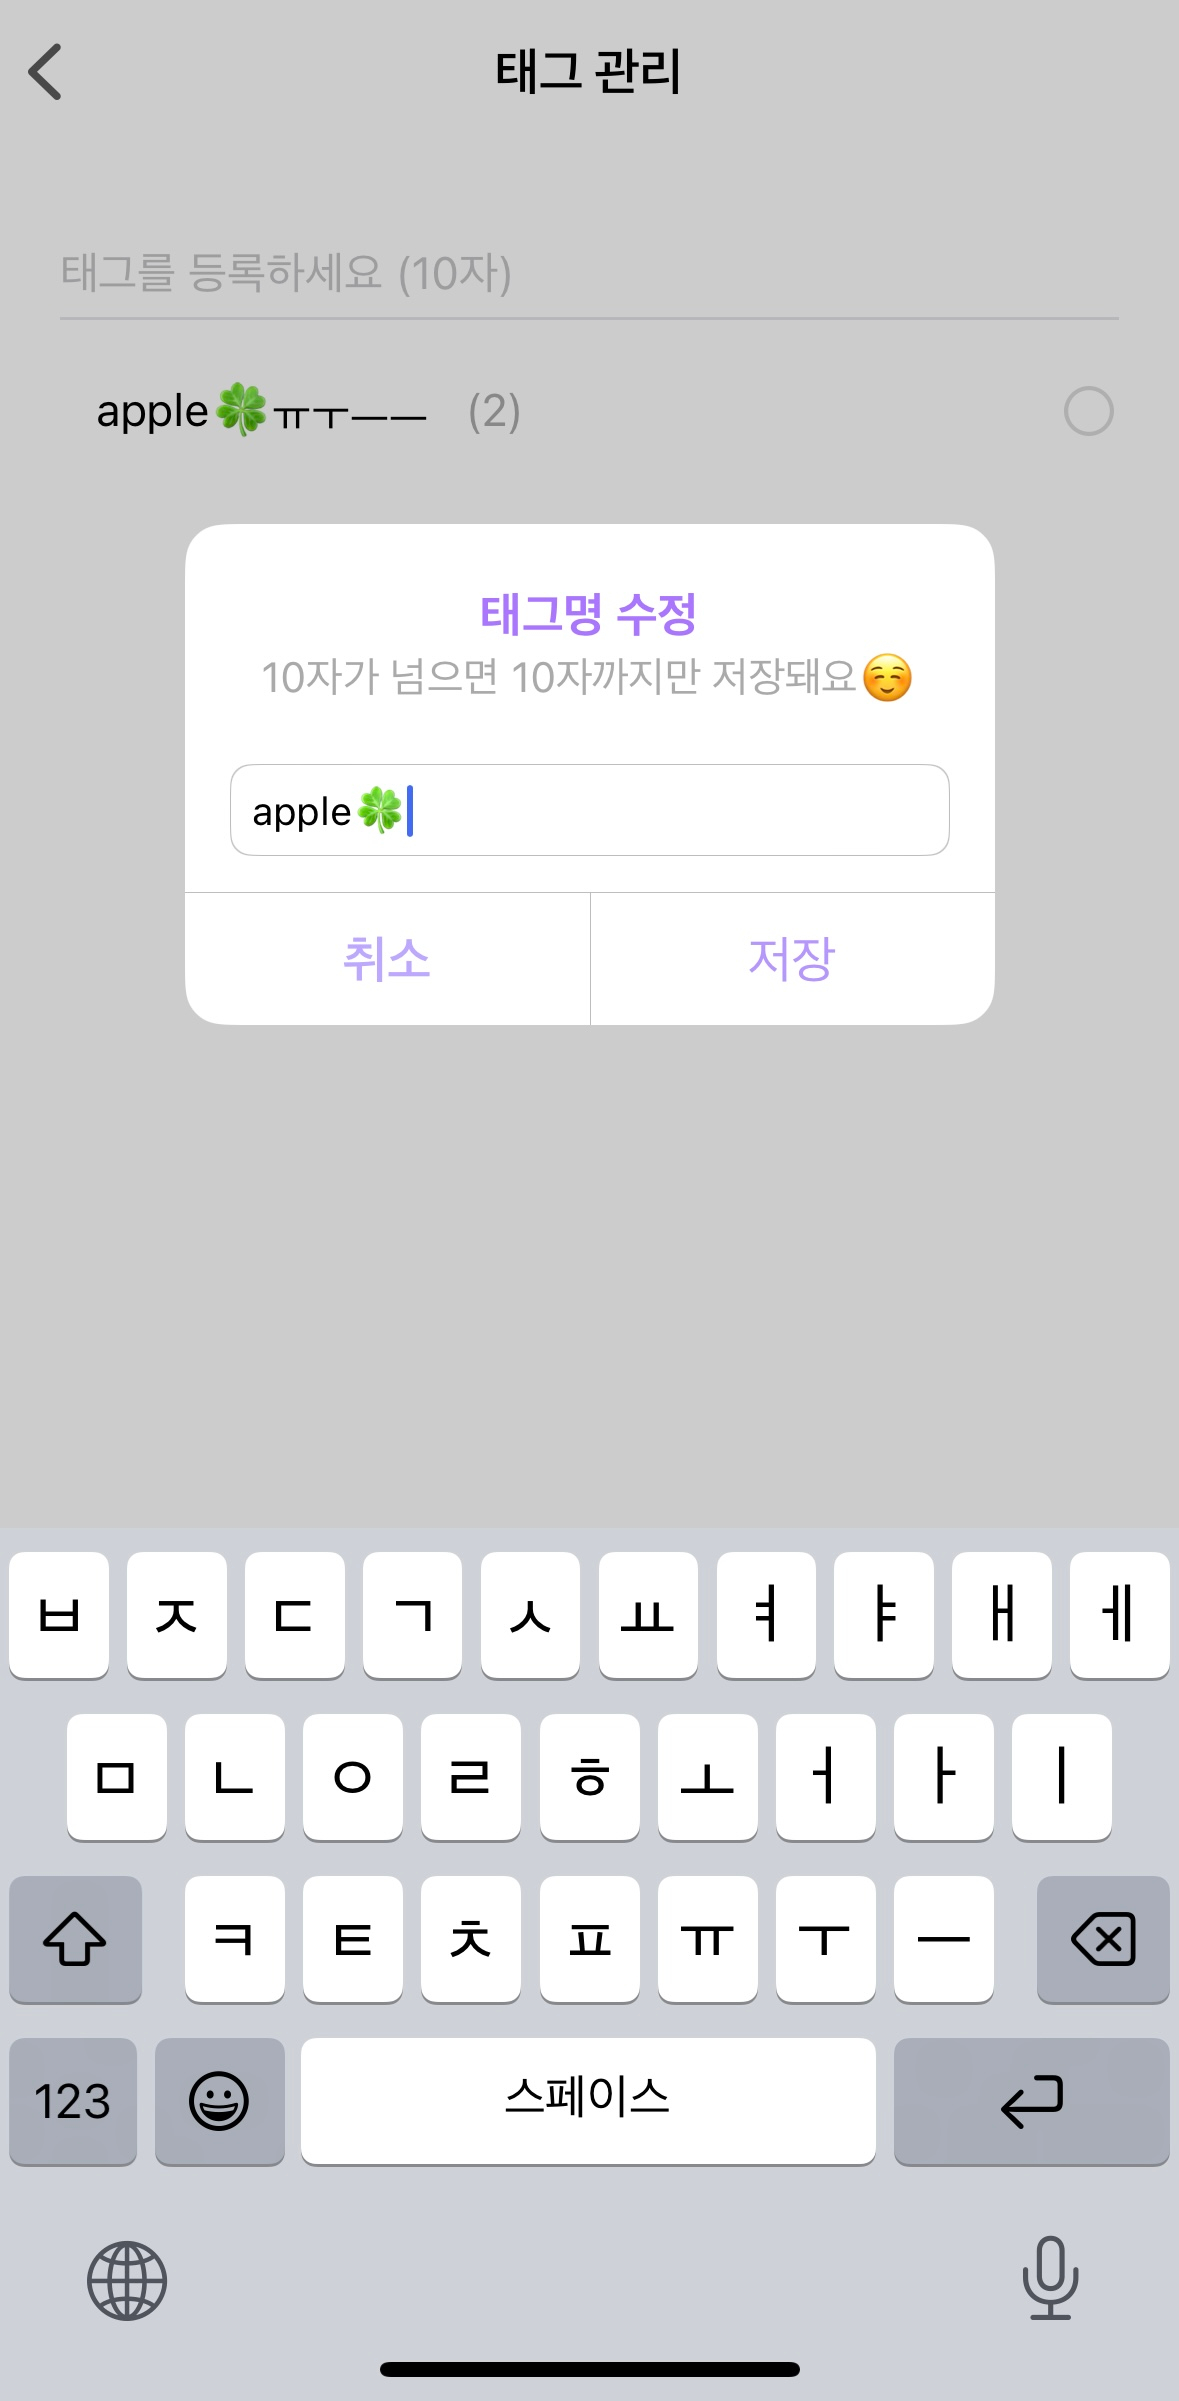 태그 관리
태그를 등록하세요 (10자)
apple🍀ㅠㅜㅡㅡ (2)
태그명 수정
10자가 넘으면 10자까지만 저장돼요☺️
apple🍀
취소 저장
ㅂ ㅈ ㄷ ㄱ ㅅ ㅛ ㅕ ㅑ ㅐ ㅔ
ㅁ ㄴ ㅇ ㄹ ㅎ ㅗ ㅓ ㅏ ㅣ
ㅋ ㅌ ㅊ ㅍ ㅠ ㅜ ㅡ
123 스페이스